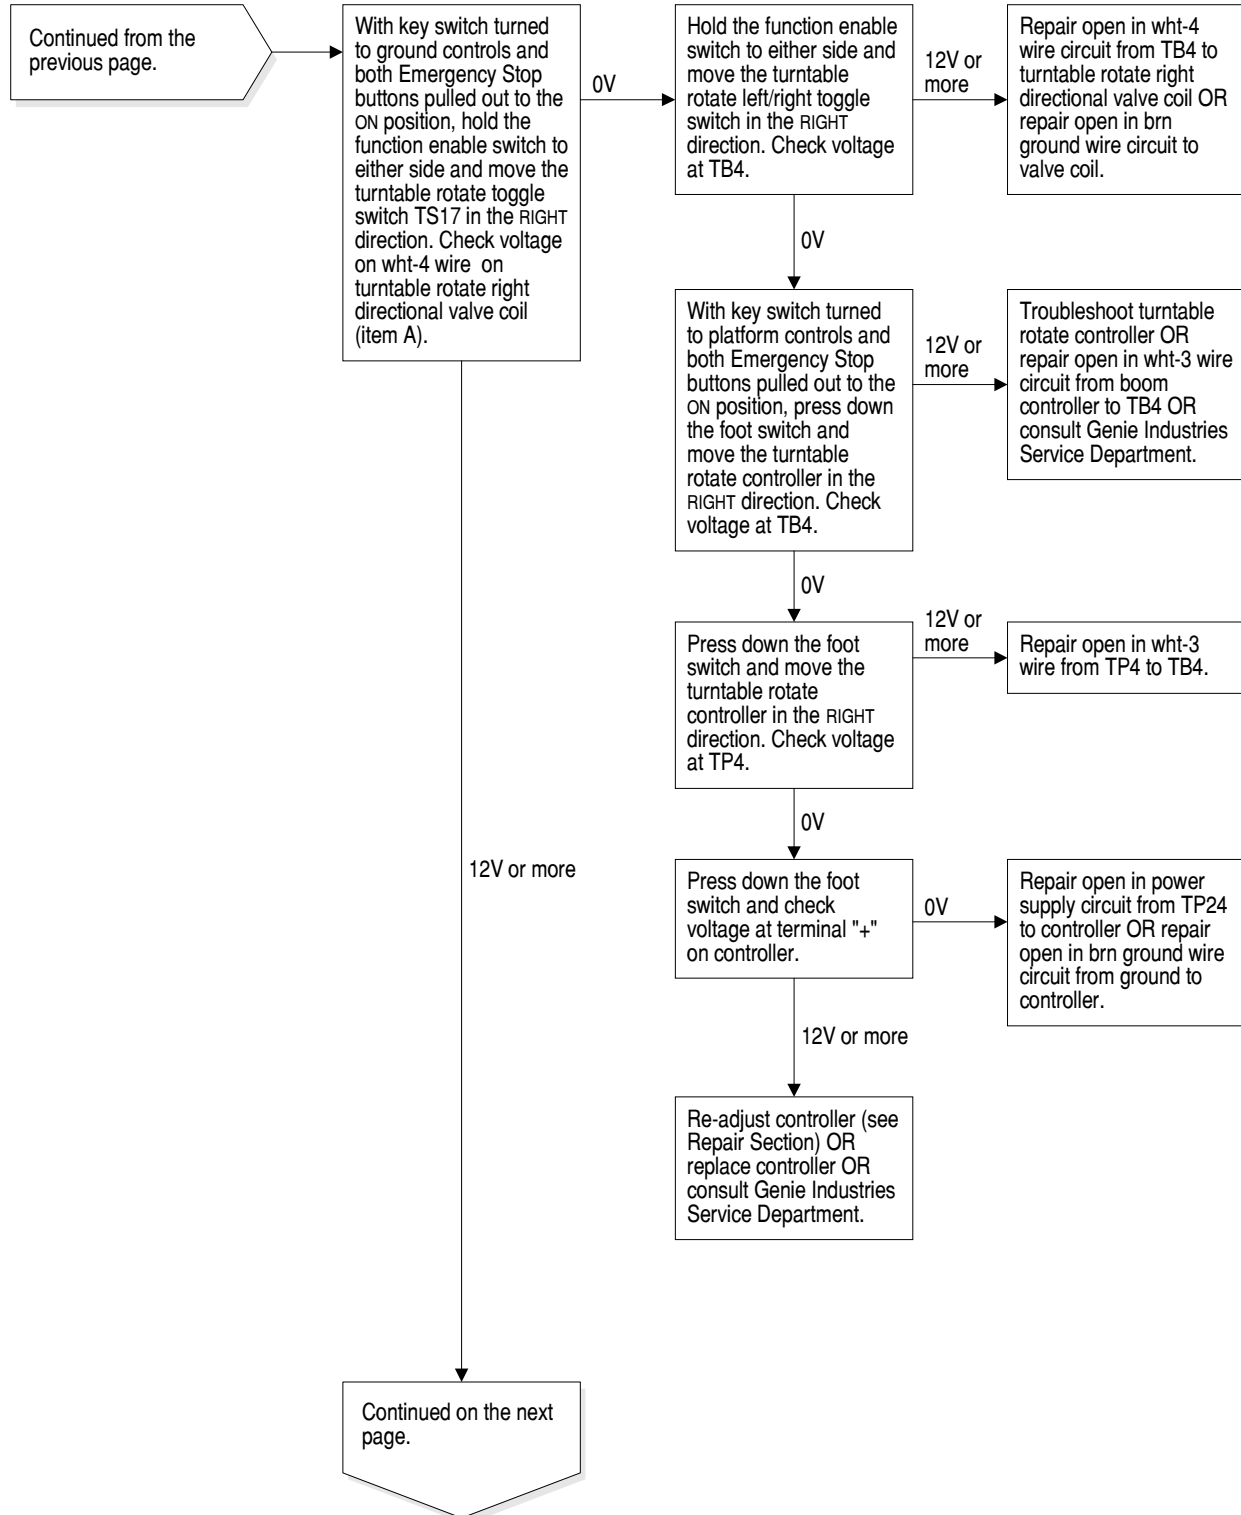 Continued from the
previous page.
With key switch turned
to ground controls and
both Emergency Stop
buttons pulled out to the
ON position, hold the
function enable switch to
either side and move the
turntable rotate toggle
switch TS17 in the RIGHT
direction. Check voltage
on wht-4 wire on
turntable rotate right
directional valve coil
(item A).
0V
Hold the function enable
switch to either side and
move the turntable
rotate left/right toggle
switch in the RIGHT
direction. Check voltage
at TB4.
12V or
more
Repair open in wht-4
wire circuit from TB4 to
turntable rotate right
directional valve coil OR
repair open in brn
ground wire circuit to
valve coil.
0V
With key switch turned
to platform controls and
both Emergency Stop
buttons pulled out to the
ON position, press down
the foot switch and
move the turntable
rotate controller in the
RIGHT direction. Check
voltage at TB4.
12V or
more
Troubleshoot turntable
rotate controller OR
repair open in wht-3 wire
circuit from boom
controller to TB4 OR
consult Genie Industries
Service Department.
0V
Press down the foot
switch and move the
turntable rotate
controller in the RIGHT
direction. Check voltage
at TP4.
12V or
more
Repair open in wht-3
wire from TP4 to TB4.
0V
12V or more
Press down the foot
switch and check
voltage at terminal "+"
on controller.
0V
Repair open in power
supply circuit from TP24
to controller OR repair
open in brn ground wire
circuit from ground to
controller.
12V or more
Re-adjust controller (see
Repair Section) OR
replace controller OR
consult Genie Industries
Service Department.
Continued on the next
page.